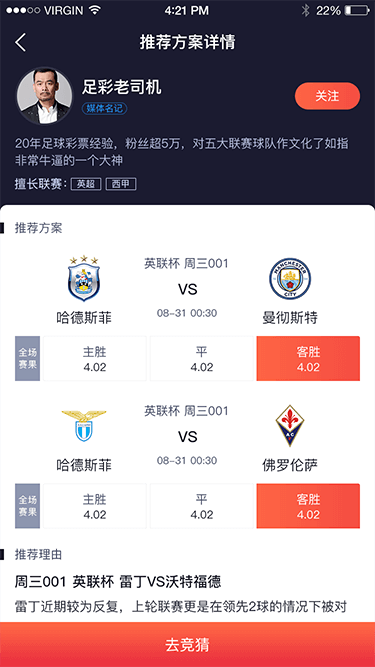 VIRGIN 4:21 PM 22%
推荐方案详情
足彩老司机
媒体名记
关注
20年足球彩票经验，粉丝超5万，对五大联赛球队作文化了如指
非常牛逼的一个大神
擅长联赛： 英超 西甲
推荐方案
英联杯 周三001
VS
08-31 00:30
哈德斯菲 曼彻斯特
MANCHESTER
CITY
全场
赛果
主胜 平 客胜
4.02 4.02 4.02
英联杯 周三001
VS
08-31 00:30
哈德斯菲 佛罗伦萨
全场
赛果
主胜 平 客胜
4.02 4.02 4.02
推荐理由
周三001 英联杯 雷丁VS沃特福德
雷丁近期较为反复，上轮联赛更是在领先2球的情况下被对
去竞猜